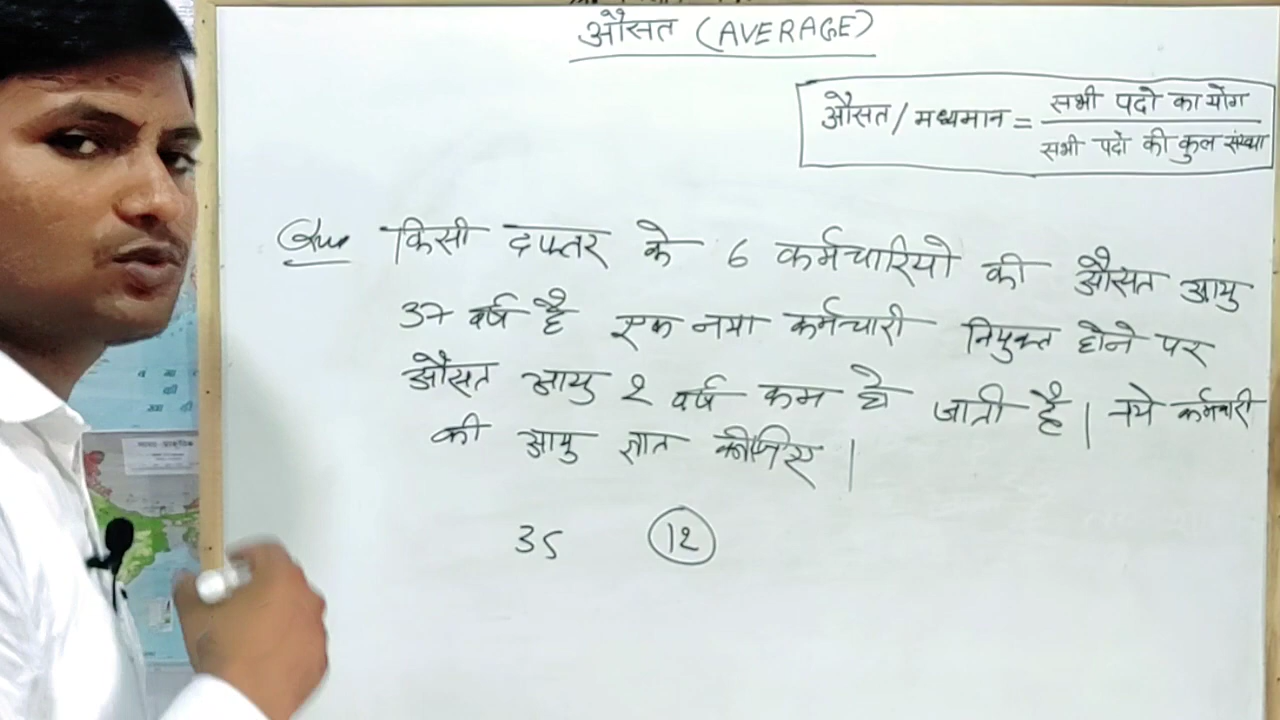 औसत (AVERAGE)
औसत / मध्यमान = सभी पदो का योग
सभी पदो की कुल संख्या
Que किसी दफ्तर के 6 कर्मचारियो की औसत आयु
37 वर्ष है एक नया कर्मचारी नियुक्त होने पर
औसत आयु 2 वर्ष कम हो जाती है | नये कर्मचारी
की आयु ज्ञात कीजिए |
35 12